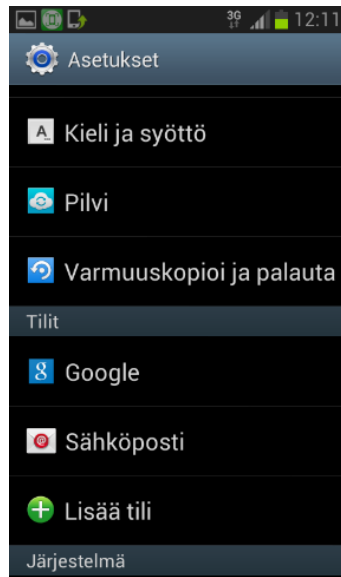 3G 12:11
Asetukset
Kieli ja syöttö
Pilvi
Varmuuskopioi ja palauta
Tilit
Google
Sähköposti
Lisää tili
Järjestelmä